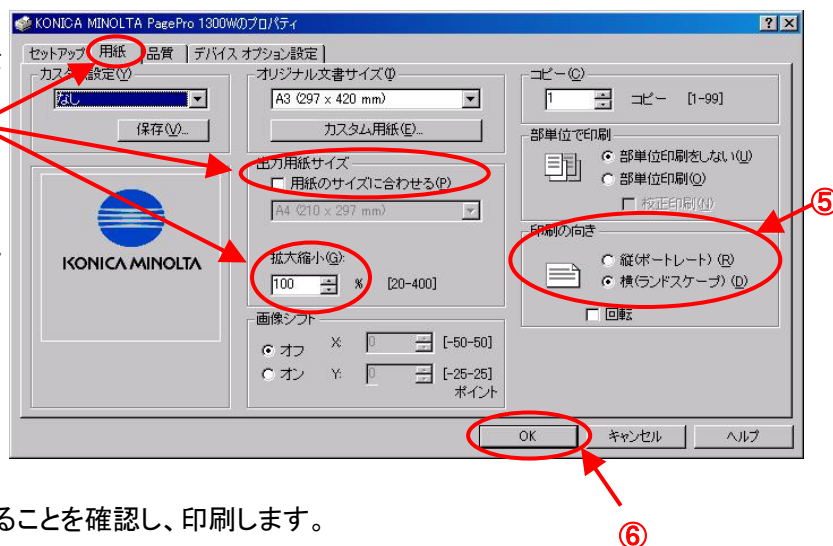 KONICA MINOLTA PagePro 1300Wのプロパティ
セットアップ 用紙 品質 デバイス オプション設定
カスタム設定(Y)
なし
保存(V)...
KONICA MINOLTA
オリジナル文書サイズ(I)
A3 (297 x 420 mm)
カスタム用紙(E)...
出力用紙サイズ
用紙のサイズに合わせる(P)
A4 (210 x 297 mm)
拡大縮小(G):
100 % [20-400]
画像シフト
オフ X: 0 [-50-50]
オン Y: 0 [-25-25]
ポイント
コピー(C)
1 コピー [1-99]
部単位で印刷
部単位印刷をしない(U)
部単位印刷(O)
校正印刷(N)
印刷の向き
⑤
縦(ポートレート) (R)
横(ランドスケープ) (D)
回転
OK キャンセル ヘルプ
ることを確認し、印刷します。
⑥